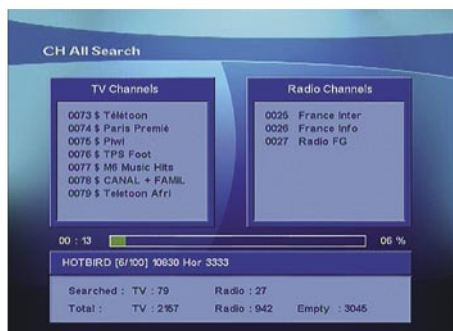 CH All Search
TV Channels
0073 $ Télétoon
0074 $ Paris Premiè
0075 $ Piwi
0076 $ TPS Foot
0077 $ M6 Music Hits
0078 $ CANAL + FAMIL
0079 $ Teletoon Afri
Radio Channels
0025 France Inter
0026 France Info
0027 Radio FG
00 : 13
06 %
HOTBIRD [6/100] 10830 Hor 3333
Searched : TV : 79 Radio : 27
Total : TV : 2157 Radio : 942 Empty : 3045